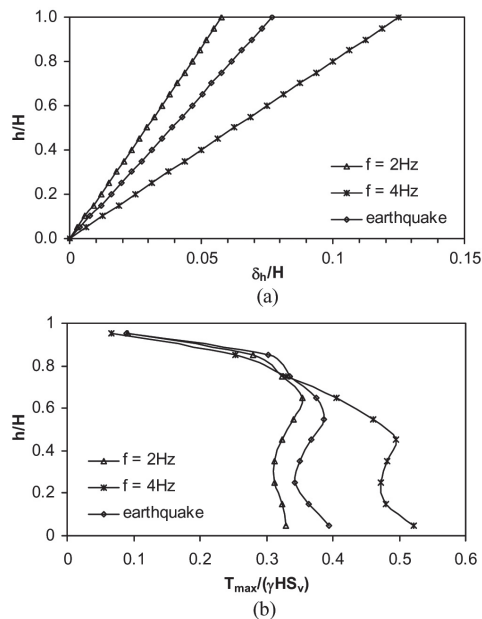 1.0
0.8
0.6
0.4
0.2
0.0
h/H
f = 2Hz
f = 4Hz
earthquake
0 0.05 0.1 0.15
δh/H
(a)
1
0.8
0.6
0.4
0.2
0
h/H
f = 2Hz
f = 4Hz
earthquake
0 0.1 0.2 0.3 0.4 0.5 0.6
Tmax/(γHSv)
(b)